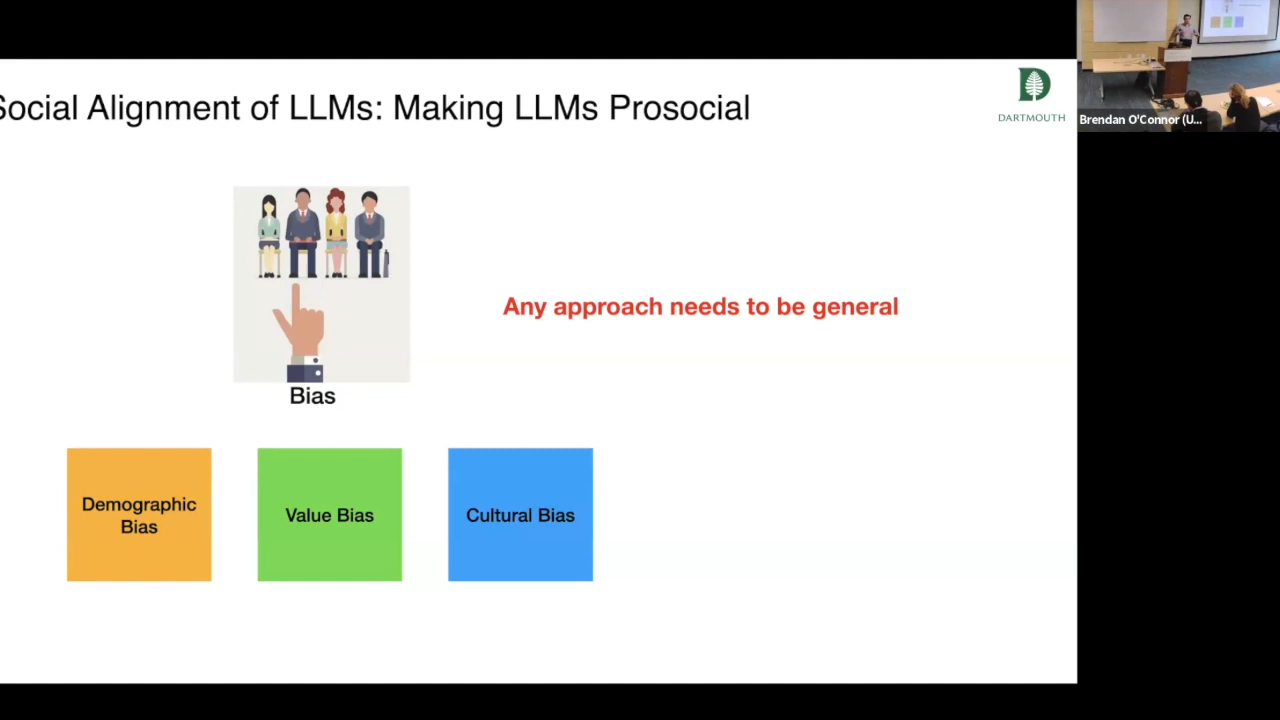 Social Alignment of LLMs: Making LLMs Prosocial
DARTMOUTH
Brendan O'Connor (U...
Any approach needs to be general
Bias
Demographic
Bias
Value Bias
Cultural Bias